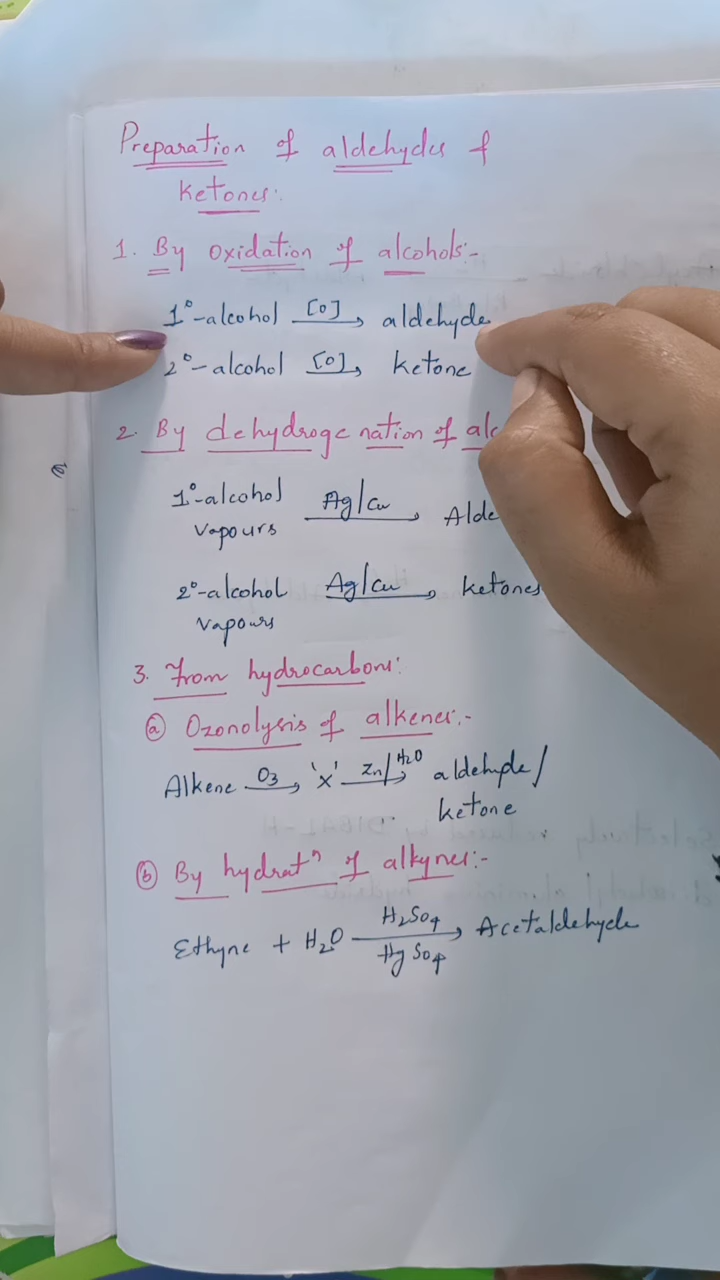 Preparation of aldehydes &
Ketones:
1. By Oxidation of alcohols:-
1°-alcohol [O] → aldehyde
2°-alcohol [O] → ketone
2. By dehydrogenation of alc
1°-alcohol Ag/Cu → Alde
vapours
2°-alcohol Ag/Cu → Ketones
vapours
3. From hydrocarbons:
(a) Ozonolysis of alkenes:-
Alkene O3 → 'X' Zn/H2O → aldehyde/
ketone
(b) By hydratn of alkynes:-
Ethyne + H2O H2SO4 / HgSO4 → Acetaldehyde